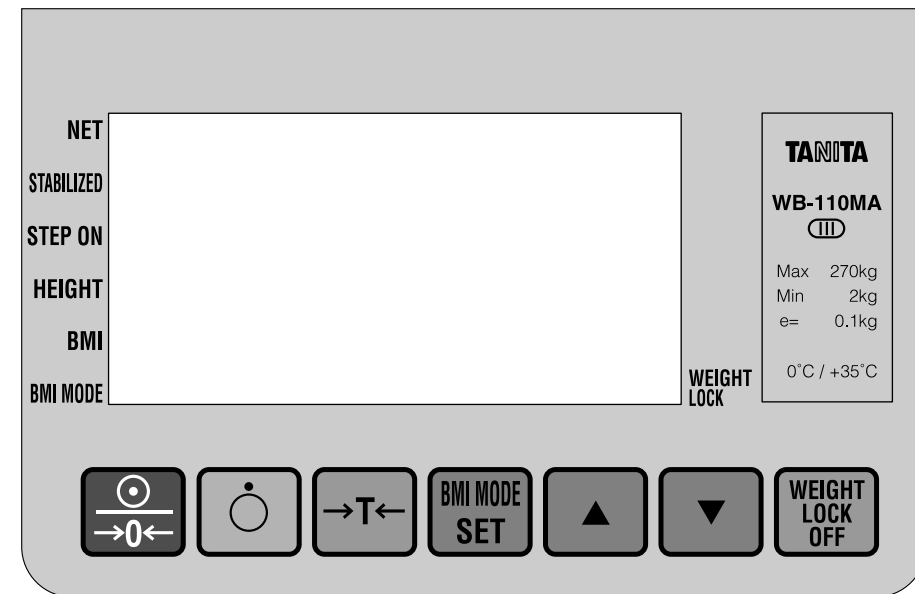 NET
STABILIZED
STEP ON
HEIGHT
BMI
BMI MODE
WEIGHT
LOCK
TANITA
WB-110MA
III
Max 270kg
Min 2kg
e= 0.1kg
0˚C / +35˚C
→0←
→T←
BMI MODE
SET
▲
▼
WEIGHT
LOCK
OFF